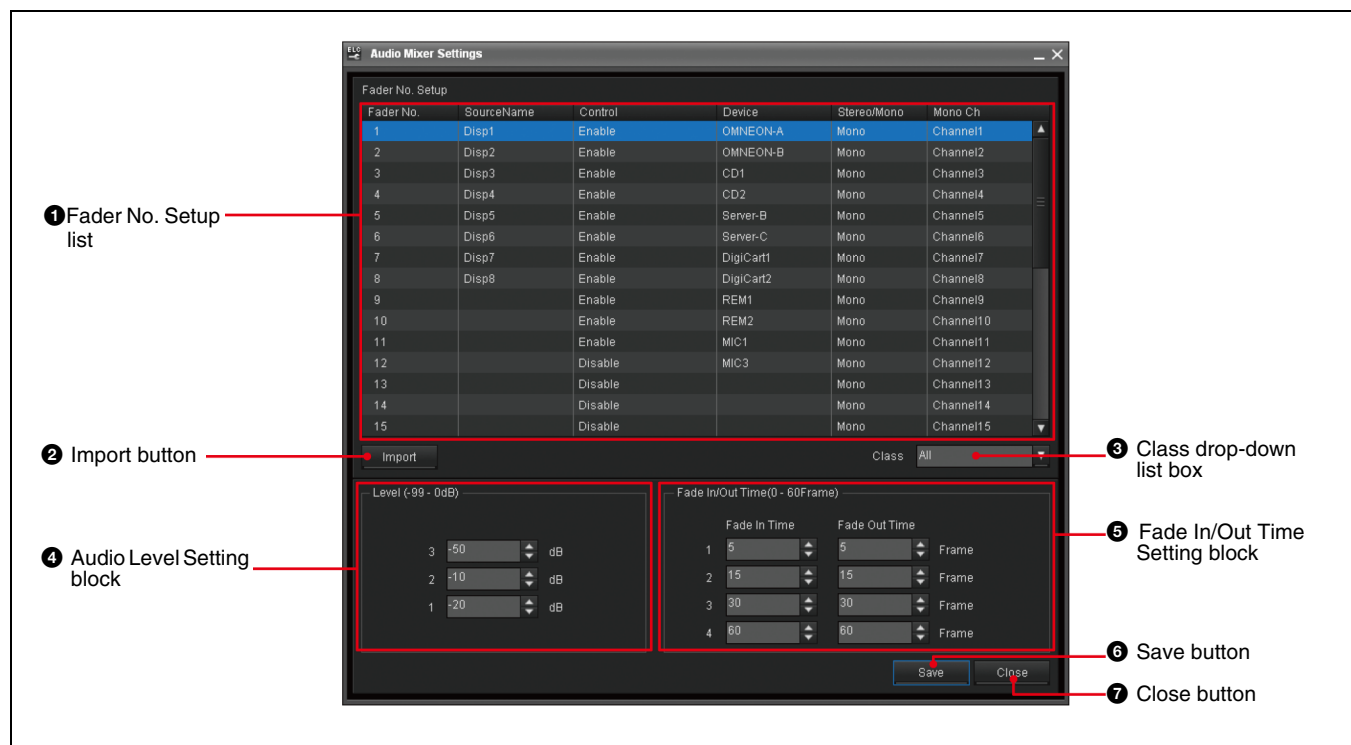 ELC Audio Mixer Settings
Fader No. Setup
Fader No. SourceName Control Device Stereo/Mono Mono Ch
1 Disp1 Enable OMNEON-A Mono Channel1
2 Disp2 Enable OMNEON-B Mono Channel2
3 Disp3 Enable CD1 Mono Channel3
4 Disp4 Enable CD2 Mono Channel4
5 Disp5 Enable Server-B Mono Channel5
6 Disp6 Enable Server-C Mono Channel6
7 Disp7 Enable DigiCart1 Mono Channel7
8 Disp8 Enable DigiCart2 Mono Channel8
9 Enable REM1 Mono Channel9
10 Enable REM2 Mono Channel10
11 Enable MIC1 Mono Channel11
12 Disable MIC3 Mono Channel12
13 Disable Mono Channel13
14 Disable Mono Channel14
15 Disable Mono Channel15
❶Fader No. Setup
list
❷ Import button
Import
Class All
❸ Class drop-down
list box
Level (-99 - 0dB)
3 -50 dB
2 -10 dB
1 -20 dB
❹ Audio Level Setting
block
Fade In/Out Time(0 - 60Frame)
Fade In Time Fade Out Time
1 5 5 Frame
2 15 15 Frame
3 30 30 Frame
4 60 60 Frame
❺ Fade In/Out Time
Setting block
Save Close
❻ Save button
❼ Close button